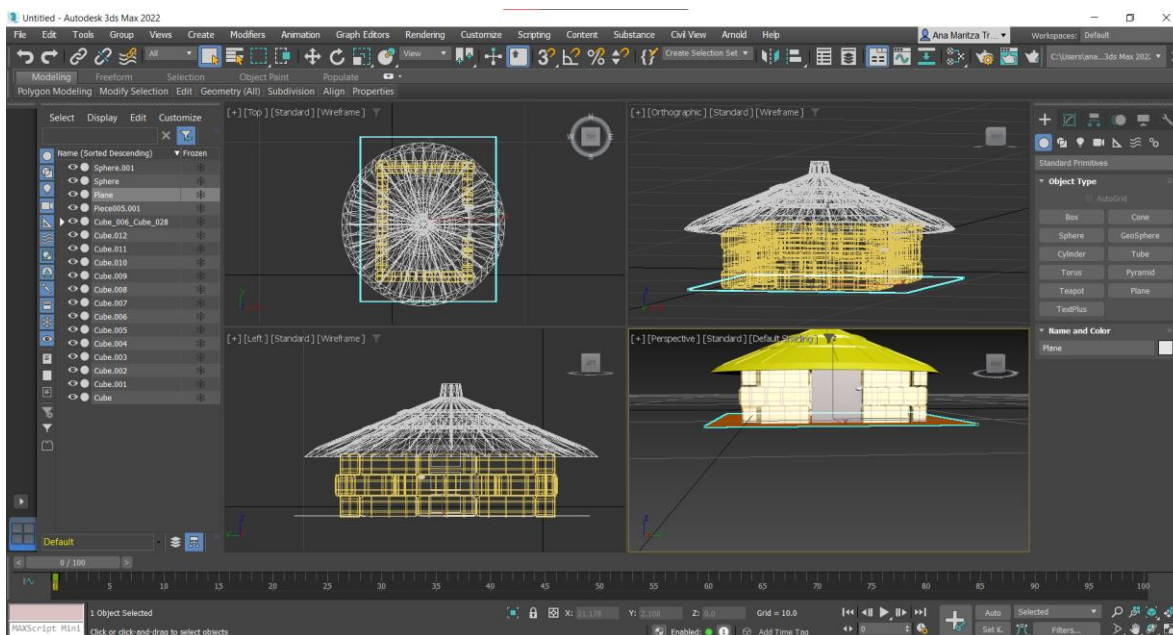 Untitled - Autodesk 3ds Max 2022
File Edit Tools Group Views Create Modifiers Animation Graph Editors Rendering Customize Scripting Content Substance Civil View Arnold Help Ana Maritza Tr... Workspaces: Default
All View Create Selection Set C:\Users\ana...3ds Max 202
Modeling Freeform Selection Object Paint Populate
Polygon Modeling Modify Selection Edit Geometry (All) Subdivision Align Properties
Select Display Edit Customize
Name (Sorted Descending) Frozen
Sphere.001
Sphere
Plane
Piece005.001
Cube_006_Cube_028
Cube.012
Cube.011
Cube.010
Cube.009
Cube.008
Cube.007
Cube.006
Cube.005
Cube.004
Cube.003
Cube.002
Cube.001
Cube
Default
[+] [Top ] [Standard ] [Wireframe ]
[+] [Orthographic ] [Standard ] [Wireframe ]
[+] [Left ] [Standard ] [Wireframe ]
[+] [Perspective ] [Standard ] [Default Shading ]
Standard Primitives
Object Type
AutoGrid
Box Cone
Sphere GeoSphere
Cylinder Tube
Torus Pyramid
Teapot Plane
TextPlus
Name and Color
Plane
0 / 100
0 5 10 15 20 25 30 35 40 45 50 55 60 65 70 75 80 85 90 95 100
1 Object Selected X: 21.178 Y: 2.108 Z: 0.0 Grid = 10.0 Auto Selected
MAXScript Mini Click or click-and-drag to select objects Enabled: Add Time Tag 0 Set K. Filters...